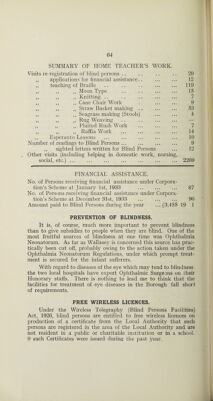 64
SUMMARY OF HOME TEACHER'S WORK.
Visits re registration of blind persons .. .. .. 29
„ applications for financial assistance .. .. 12
„ teaching of Braille .. .. .. 119
„ „ „ Moon Type .. .. .. 18
„ „ „ Knitting .. .. .. 7
„ „ „ Cane Chair Work .. .. 9
„ „ „ Straw Basket making .. .. 33
„ „ „ Seagrass making (Stools) .. 4
„ „ „ Rug Weaving ..
„ „ „ Plaited Rush Work .. .. 7
„ „ „ Raffia Work .. .. 14
Esperanto Lessons .. .. 10
Number of readings to Blind Persons .. .. 9
„ sighted letters written for Blind Persons .. 12
Other visits (including helping in domestic work, nursing,
social, etc.) .. .. .. 2209
FINANCIAL ASSISTANCE.
No. of Persons receiving financial assistance under Corpora-
tion's Scheme at January 1st, 1933 .. .. 87
No. of Persons receiving financial assistance under Corpora-
tion's Scheme at December 31st, 1933 .. .. 96
Amount paid to Blind Persons during the year .. £3,488 19 1
PREVENTION OF BLINDNESS.
It is, of course, much more important to prevent blindness
than to give subsidies to people when they are blind. One of the
most fruitful sources of blindness at one time was Ophthalmia
Neonatorum. As far as Wallasey is concerned this source has prac-
tically been cut off, probably owing to the action taken under the
Ophthalmia Neonatorum Regulations, under which prompt treat-
ment is secured for the infant sufferers.
With regard to diseases of the eye which may tend to blindness
the two local hospitals have expert Ophthalmic Surgeons on their
Honorary staffs. There is nothing to lead me to think that the
facilities for treatment of eye diseases in the Borough fall short
of requirements.
FREE WIRELESS LICENCES.
Under the Wireless Telegraphy (Blind Persons Facilities)
Act, 1926, blind persons are entitled to free wireless licences on
production of a certificate from the Local Authority that such
persons are registered in the area of the Local Authority and are
not resident in a public or charitable institution or in a school
9 such Certificates were issued during the past year.